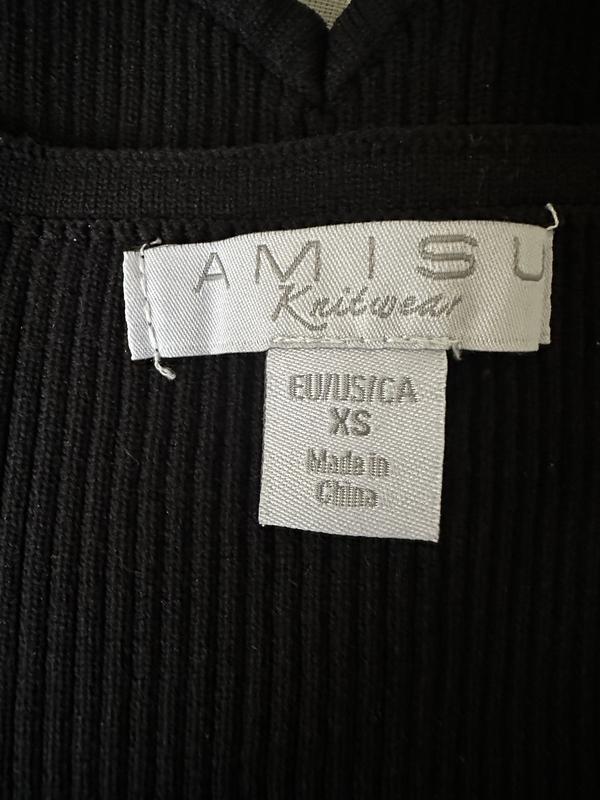 AMISU
Knitwear
EU/US/CA
XS
Made in
China